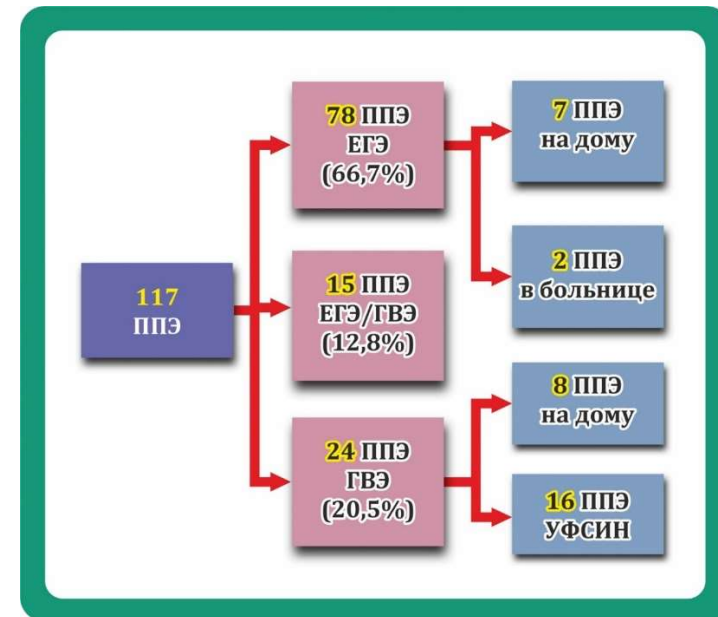 117
ППЭ
78 ППЭ
ЕГЭ
(66,7%)
15 ППЭ
ЕГЭ/ГВЭ
(12,8%)
24 ППЭ
ГВЭ
(20,5%)
7 ППЭ
на дому
2 ППЭ
в больнице
8 ППЭ
на дому
16 ППЭ
УФСИН